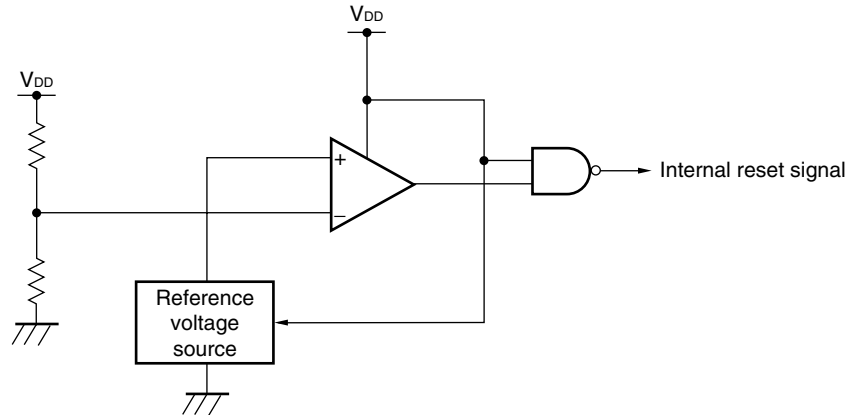 VDD
VDD
+
−
Internal reset signal
Reference
voltage
source